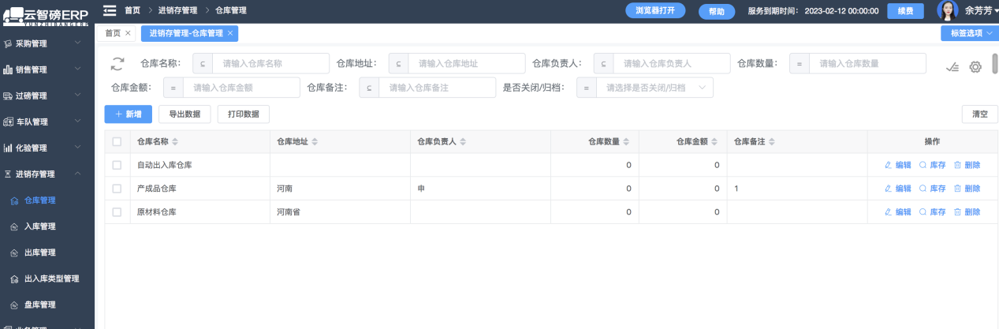 云智磅ERP
YUNZHIBANGERP
首页 > 进销存管理 > 仓库管理
浏览器打开
帮助
服务到期时间: 2023-02-12 00:00:00
续费
余芳芳
首页 ×
进销存管理-仓库管理 ×
标签选项
采购管理
销售管理
过磅管理
车队管理
化验管理
进销存管理
仓库管理
入库管理
出库管理
出入库类型管理
盘库管理
仓库名称: ⊆ 请输入仓库名称
仓库地址: ⊆ 请输入仓库地址
仓库负责人: ⊆ 请输入仓库负责人
仓库数量: = 请输入仓库数量
仓库金额: = 请输入仓库金额
仓库备注: ⊆ 请输入仓库备注
是否关闭/归档: = 请选择是否关闭/归档
+ 新增
导出数据
打印数据
清空
仓库名称 仓库地址 仓库负责人 仓库数量 仓库金额 仓库备注 操作
自动出入库仓库 0 0 编辑 库存 删除
产成品仓库 河南 申 0 0 1 编辑 库存 删除
原材料仓库 河南省 0 0 编辑 库存 删除